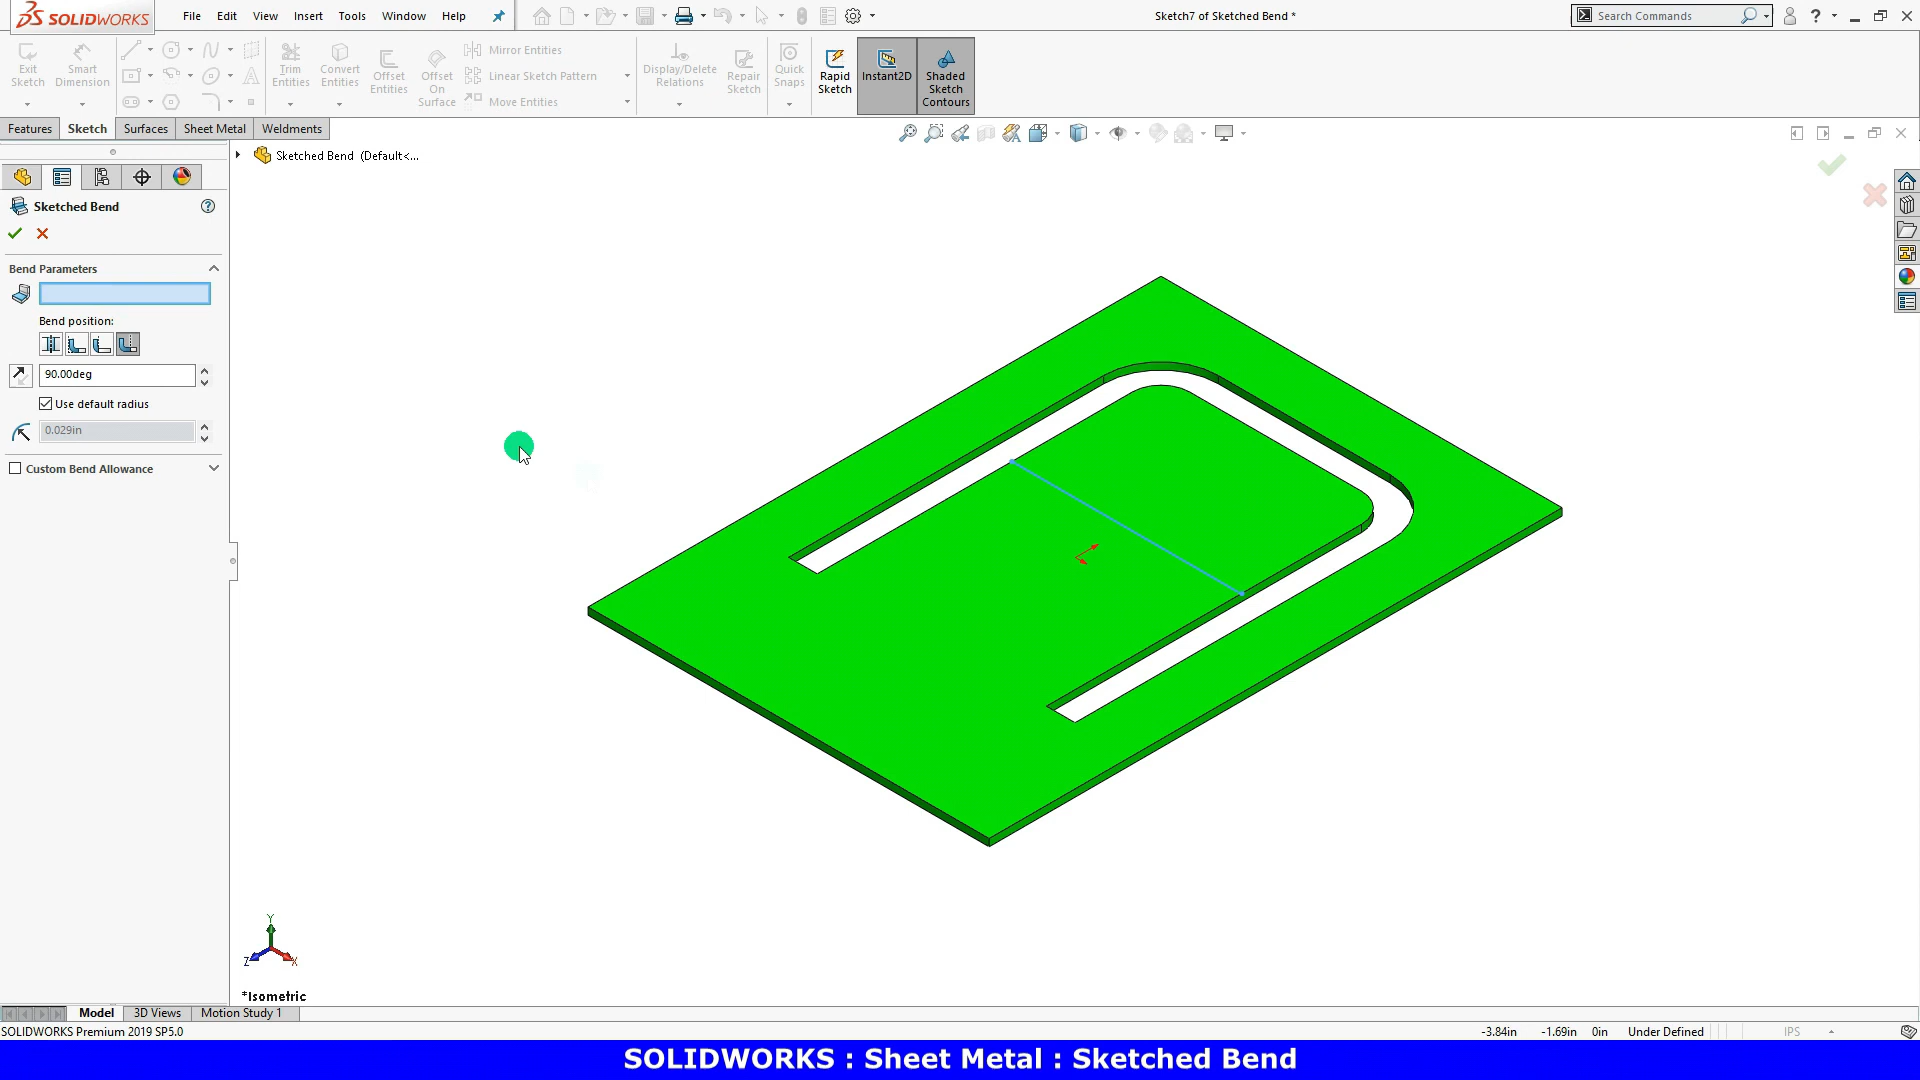 SOLIDWORKS File Edit View Insert Tools Window Help Sketch7 of Sketched Bend * Search Commands
Exit Sketch
Smart Dimension
Trim Entities
Convert Entities
Offset Entities
Offset On Surface
Mirror Entities
Linear Sketch Pattern
Move Entities
Display/Delete Relations
Repair Sketch
Quick Snaps
Rapid Sketch
Instant2D
Shaded Sketch Contours
Features Sketch Surfaces Sheet Metal Weldments
Sketched Bend (Default<...
Sketched Bend
Bend Parameters
Bend position:
90.00deg
Use default radius
0.029in
Custom Bend Allowance
Y
Z X
*Isometric
Model 3D Views Motion Study 1
SOLIDWORKS Premium 2019 SP5.0 -3.84in -1.69in 0in Under Defined IPS
SOLIDWORKS : Sheet Metal : Sketched Bend